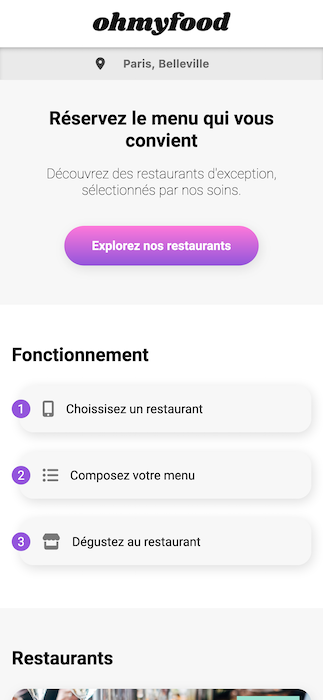 ohmyfood
Paris, Belleville
Réservez le menu qui vous
convient
Découvrez des restaurants d'exception,
sélectionnés par nos soins.
Explorez nos restaurants
Fonctionnement
1 Choissisez un restaurant
2 Composez votre menu
3 Dégustez au restaurant
Restaurants